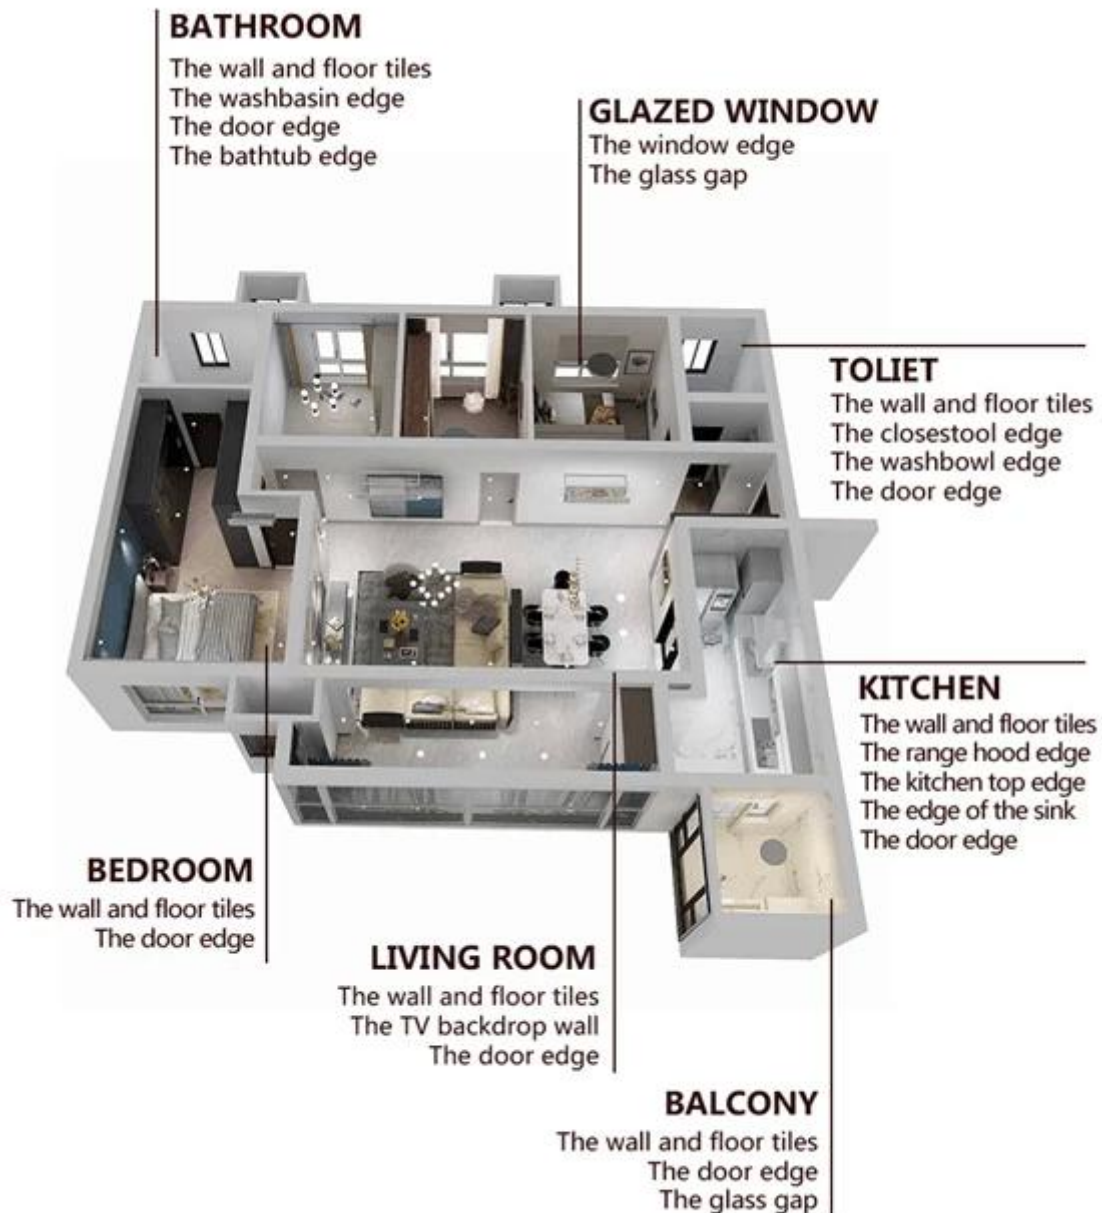 BATHROOM
The wall and floor tiles
The washbasin edge
The door edge
The bathtub edge
GLAZED WINDOW
The window edge
The glass gap
TOLIET
The wall and floor tiles
The closestool edge
The washbowl edge
The door edge
KITCHEN
The wall and floor tiles
The range hood edge
The kitchen top edge
The edge of the sink
The door edge
BEDROOM
The wall and floor tiles
The door edge
LIVING ROOM
The wall and floor tiles
The TV backdrop wall
The door edge
BALCONY
The wall and floor tiles
The door edge
The glass gap